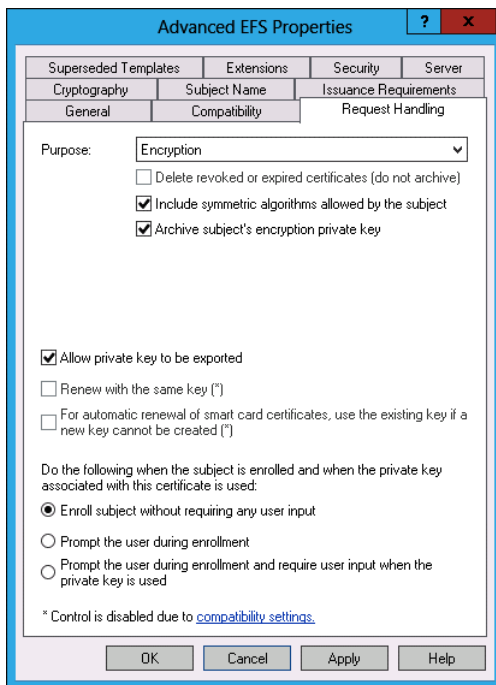 Advanced EFS Properties
? x
Superseded Templates Extensions Security Server
Cryptography Subject Name Issuance Requirements
General Compatibility Request Handling
Purpose: Encryption
Delete revoked or expired certificates (do not archive)
Include symmetric algorithms allowed by the subject
Archive subject's encryption private key
Allow private key to be exported
Renew with the same key (*)
For automatic renewal of smart card certificates, use the existing key if a
new key cannot be created (*)
Do the following when the subject is enrolled and when the private key
associated with this certificate is used:
Enroll subject without requiring any user input
Prompt the user during enrollment
Prompt the user during enrollment and require user input when the
private key is used
* Control is disabled due to compatibility settings.
OK Cancel Apply Help